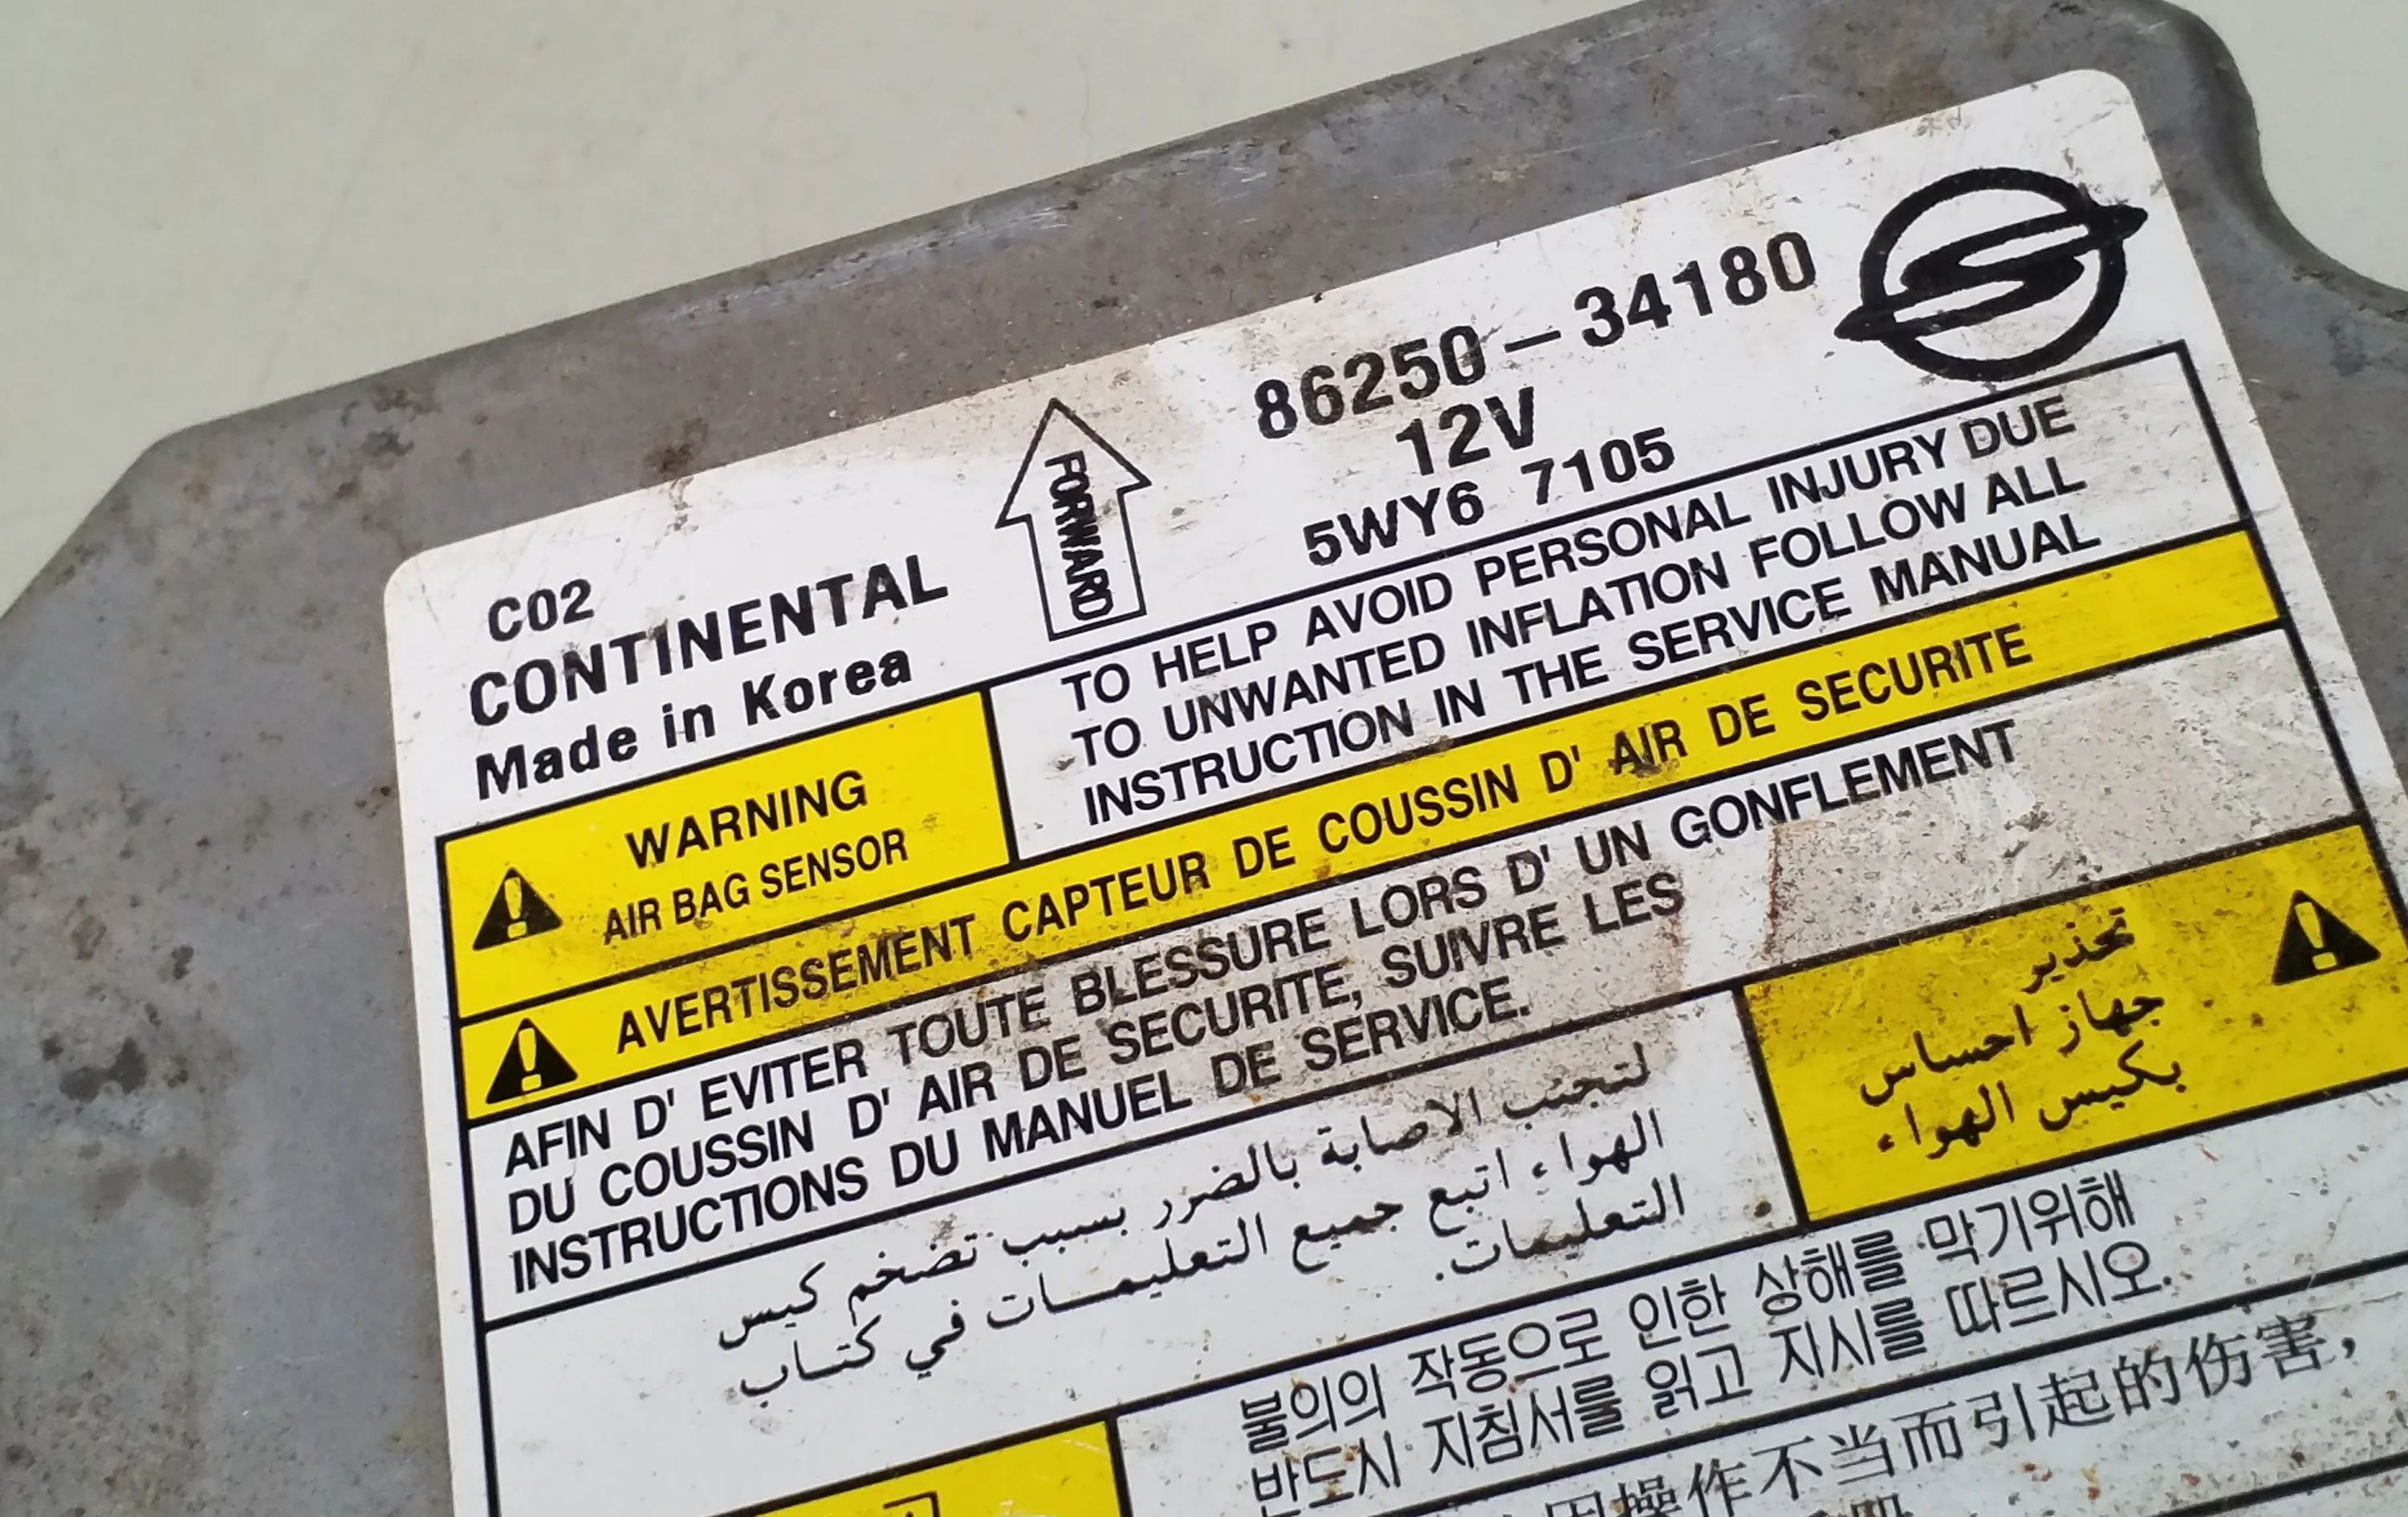 86250-34180
12V
5WY6 7105
FORWARD
C02
CONTINENTAL
Made in Korea
WARNING
AIR BAG SENSOR
TO HELP AVOID PERSONAL INJURY DUE
TO UNWANTED INFLATION FOLLOW ALL
INSTRUCTION IN THE SERVICE MANUAL
AVERTISSEMENT CAPTEUR DE COUSSIN D' AIR DE SECURITE
AFIN D' EVITER TOUTE BLESSURE LORS D' UN GONFLEMENT
DU COUSSIN D' AIR DE SECURITE, SUIVRE LES
INSTRUCTIONS DU MANUEL DE SERVICE.
تحذير
جهاز احساس
بكيس الهواء
لتجنب الاصابة بالضرر بسبب تضخم كيس
الهواء، اتبع جميع التعليمات في كتاب
التعليمات.
불의의 작동으로 인한 상해를 막기위해
반도시 지침서를 읽고 지시를 따르시오.
因操作不当而引起的伤害,